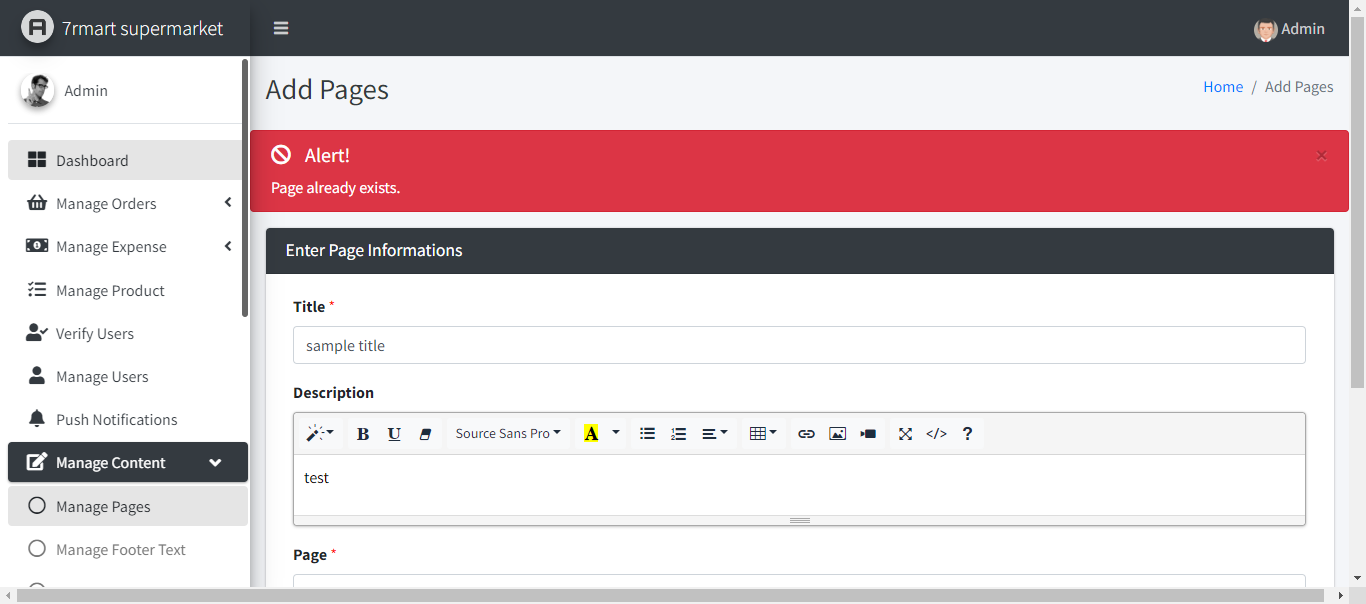 7rmart supermarket
Admin
Admin
Add Pages
Home / Add Pages
Dashboard
Manage Orders
Manage Expense
Manage Product
Verify Users
Manage Users
Push Notifications
Manage Content
Manage Pages
Manage Footer Text
Alert!
×
Page already exists.
Enter Page Informations
Title *
sample title
Description
B U Source Sans Pro A </> ?
test
Page *